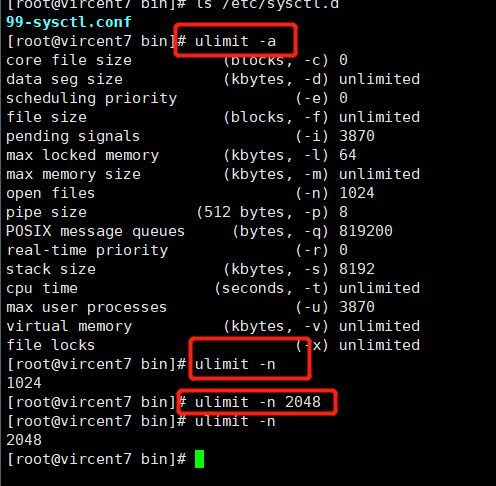 [root@vircent7 bin]# ls /etc/sysctl.d
99-sysctl.conf
[root@vircent7 bin]# ulimit -a
core file size          (blocks, -c) 0
data seg size           (kbytes, -d) unlimited
scheduling priority             (-e) 0
file size               (blocks, -f) unlimited
pending signals                 (-i) 3870
max locked memory       (kbytes, -l) 64
max memory size         (kbytes, -m) unlimited
open files                      (-n) 1024
pipe size            (512 bytes, -p) 8
POSIX message queues     (bytes, -q) 819200
real-time priority              (-r) 0
stack size              (kbytes, -s) 8192
cpu time               (seconds, -t) unlimited
max user processes              (-u) 3870
virtual memory          (kbytes, -v) unlimited
file locks                      (-x) unlimited
[root@vircent7 bin]# ulimit -n
1024
[root@vircent7 bin]# ulimit -n 2048
[root@vircent7 bin]# ulimit -n
2048
[root@vircent7 bin]#